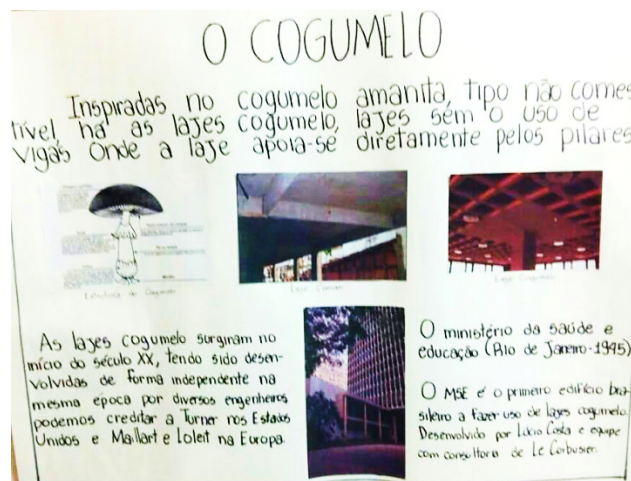 O COGUMELO
Inspiradas no cogumelo amanita, tipo não comes
tível, há as lajes cogumelo, lajes sem o uso de
vigas onde a laje apoia-se diretamente pelos pilares
Estrutura do Cogumelo
Laje Cogumelo
As lajes cogumelo surgiram no
início do século XX, tendo sido desen-
volvidas de forma independente na
mesma época por diversos engenheiros
podemos creditar a Turner nos Estados
Unidos e Maillart e Loleit na Europa.
O ministério da saúde e
educação (Rio de Janeiro-1945)
O MSE é o primeiro edifício bra-
sileiro a fazer uso de lajes cogumelo.
Desenvolvido por Lúcio Costa e equipe
com consultoria de Le Corbusier.